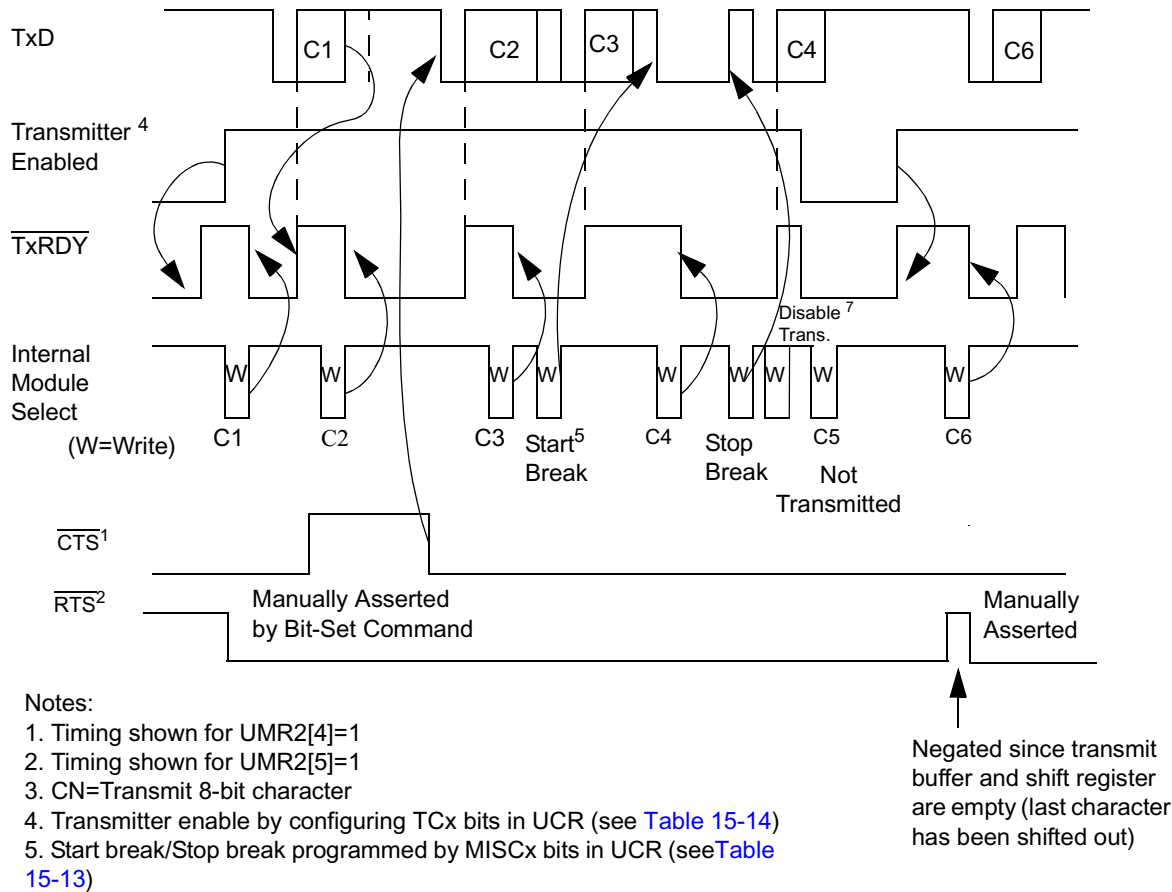 TxD
C1
C2
C3
C4
C6
Transmitter 4
Enabled
TxRDY
Disable 7
Trans.
Internal
Module
Select
W W W W W W W W W
(W=Write)
C1
C2
C3
Start5
Break
C4
Stop
Break
C5
Not
Transmitted
C6
CTS1
RTS2
Manually Asserted
by Bit-Set Command
Manually
Asserted
Notes:
1. Timing shown for UMR2[4]=1
2. Timing shown for UMR2[5]=1
3. CN=Transmit 8-bit character
4. Transmitter enable by configuring TCx bits in UCR (see Table 15-14)
5. Start break/Stop break programmed by MISCx bits in UCR (seeTable
15-13)
Negated since transmit
buffer and shift register
are empty (last character
has been shifted out)